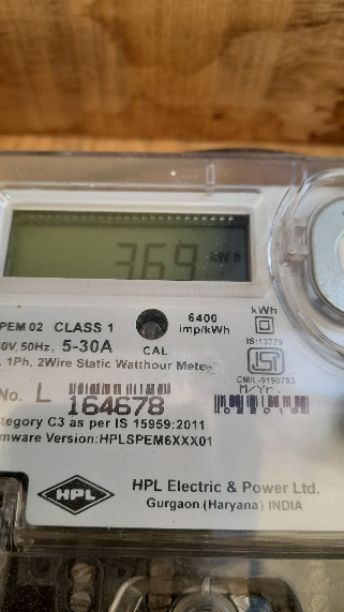 369 kWh
PEM 02 CLASS 1
6400 imp/kWh
kWh
0V, 50Hz, 5-30A
CAL
IS:13779
, 1Ph, 2Wire Static Watthour Meter
CM/L-9190783
No. L 164678
M/Yr.
ategory C3 as per IS 15959:2011
mware Version:HPLSPEM6XXX01
HPL
HPL Electric & Power Ltd.
Gurgaon (Haryana) INDIA